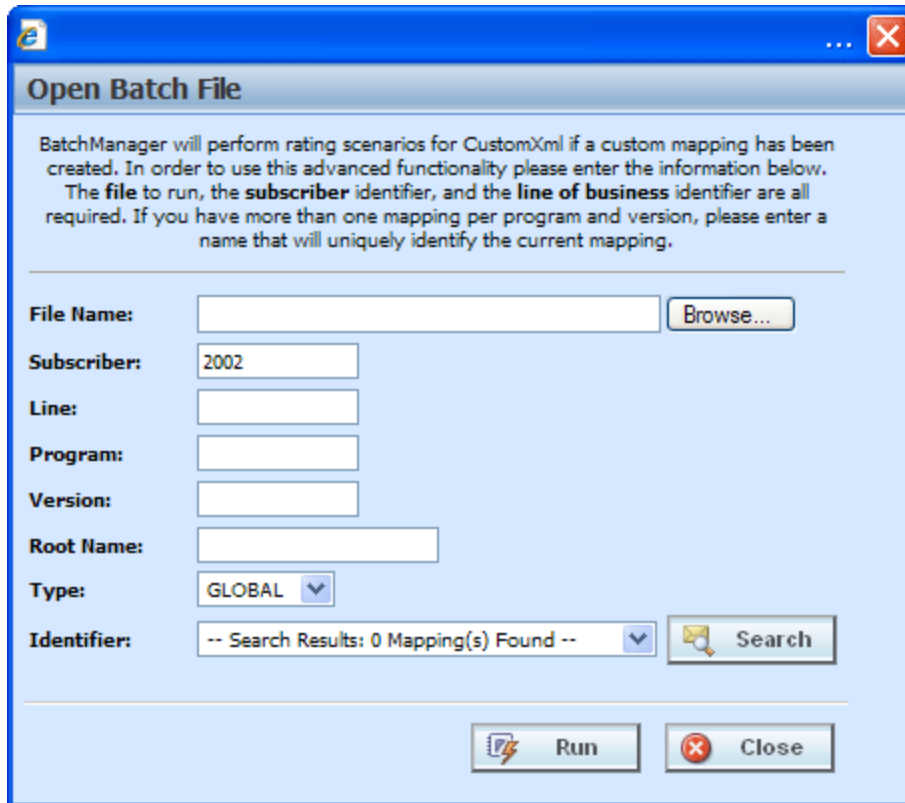 ...
Open Batch File
BatchManager will perform rating scenarios for CustomXml if a custom mapping has been
created. In order to use this advanced functionality please enter the information below.
The file to run, the subscriber identifier, and the line of business identifier are all
required. If you have more than one mapping per program and version, please enter a
name that will uniquely identify the current mapping.
File Name:
Browse...
Subscriber:
2002
Line:
Program:
Version:
Root Name:
Type:
GLOBAL
Identifier:
-- Search Results: 0 Mapping(s) Found --
Search
Run
Close